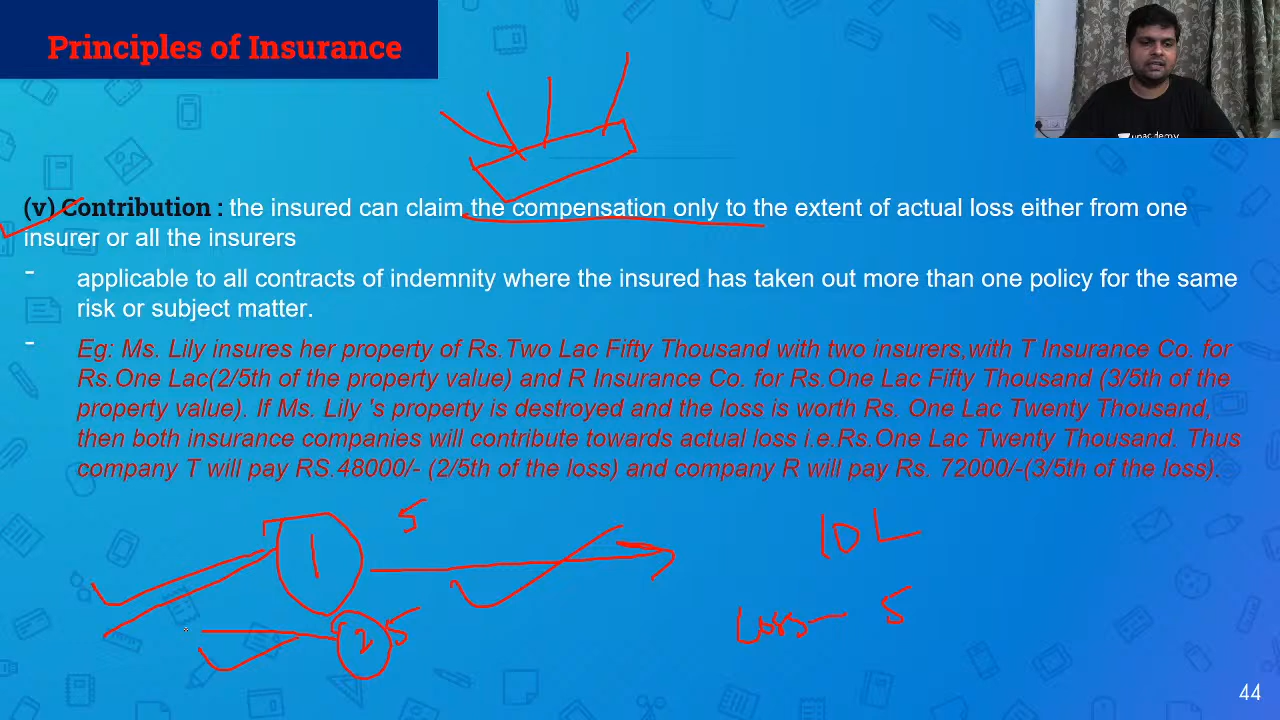 Principles of Insurance
unacademy
(v) Contribution : the insured can claim the compensation only to the extent of actual loss either from one
insurer or all the insurers
- applicable to all contracts of indemnity where the insured has taken out more than one policy for the same
risk or subject matter.
- Eg: Ms. Lily insures her property of Rs.Two Lac Fifty Thousand with two insurers,with T Insurance Co. for
Rs.One Lac(2/5th of the property value) and R Insurance Co. for Rs.One Lac Fifty Thousand (3/5th of the
property value). If Ms. Lily 's property is destroyed and the loss is worth Rs. One Lac Twenty Thousand,
then both insurance companies will contribute towards actual loss i.e.Rs.One Lac Twenty Thousand. Thus
company T will pay RS.48000/- (2/5th of the loss) and company R will pay Rs. 72000/-(3/5th of the loss).
5
1
10 L
Loss— 5
2 5
44